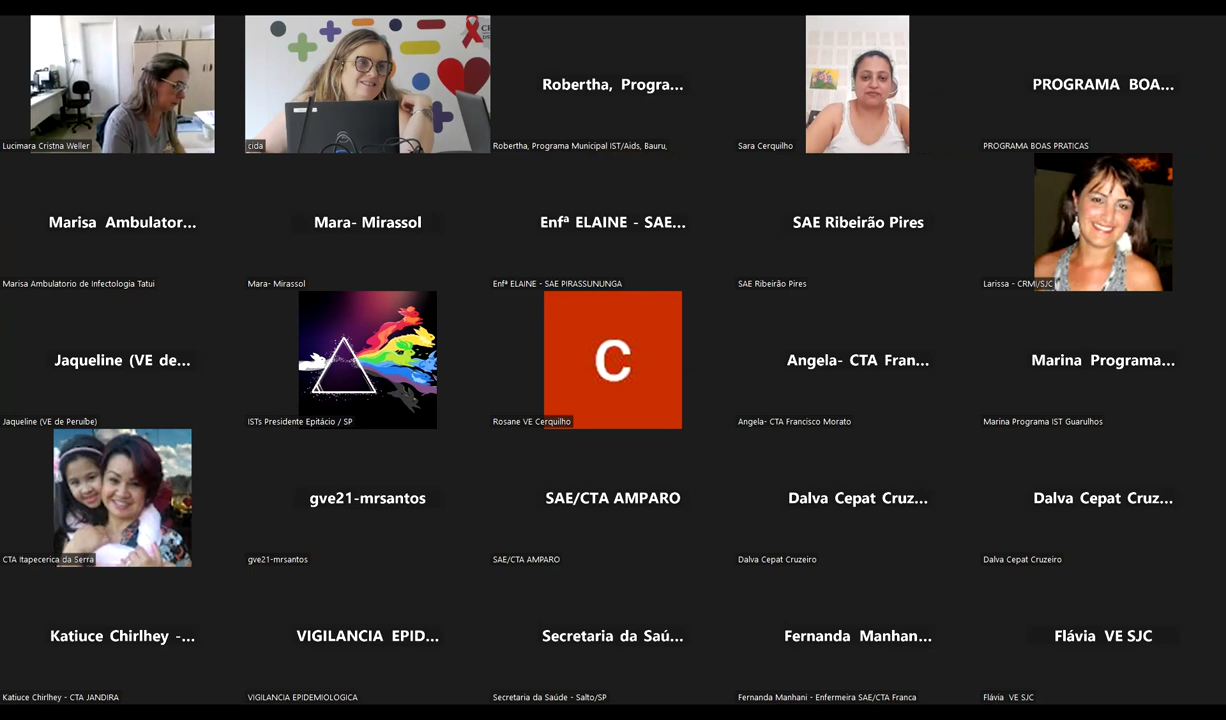 Lucimara Cristna Weller
cida
Robertha, Progra...
Robertha, Programa Municipal IST/Aids, Bauru,
Sara Cerquilho
PROGRAMA BOA...
PROGRAMA BOAS PRATICAS
Marisa Ambulator...
Marisa Ambulatorio de Infectologia Tatui
Mara- Mirassol
Mara- Mirassol
Enfª ELAINE - SAE...
Enfª ELAINE - SAE PIRASSUNUNGA
SAE Ribeirão Pires
SAE Ribeirão Pires
Larissa - CRMI/SJC
Jaqueline (VE de...
Jaqueline (VE de Peruíbe)
ISTs Presidente Epitácio / SP
C
Rosane VE Cerquilho
Angela- CTA Fran...
Angela- CTA Francisco Morato
Marina Programa...
Marina Programa IST Guarulhos
CTA Itapecerica da Serra
gve21-mrsantos
gve21-mrsantos
SAE/CTA AMPARO
SAE/CTA AMPARO
Dalva Cepat Cruz...
Dalva Cepat Cruzeiro
Dalva Cepat Cruz...
Dalva Cepat Cruzeiro
Katiuce Chirlhey -...
Katiuce Chirlhey - CTA JANDIRA
VIGILANCIA EPID...
VIGILANCIA EPIDEMIOLOGICA
Secretaria da Saú...
Secretaria da Saúde - Salto/SP
Fernanda Manhan...
Fernanda Manhani - Enfermeira SAE/CTA Franca
Flávia VE SJC
Flávia VE SJC